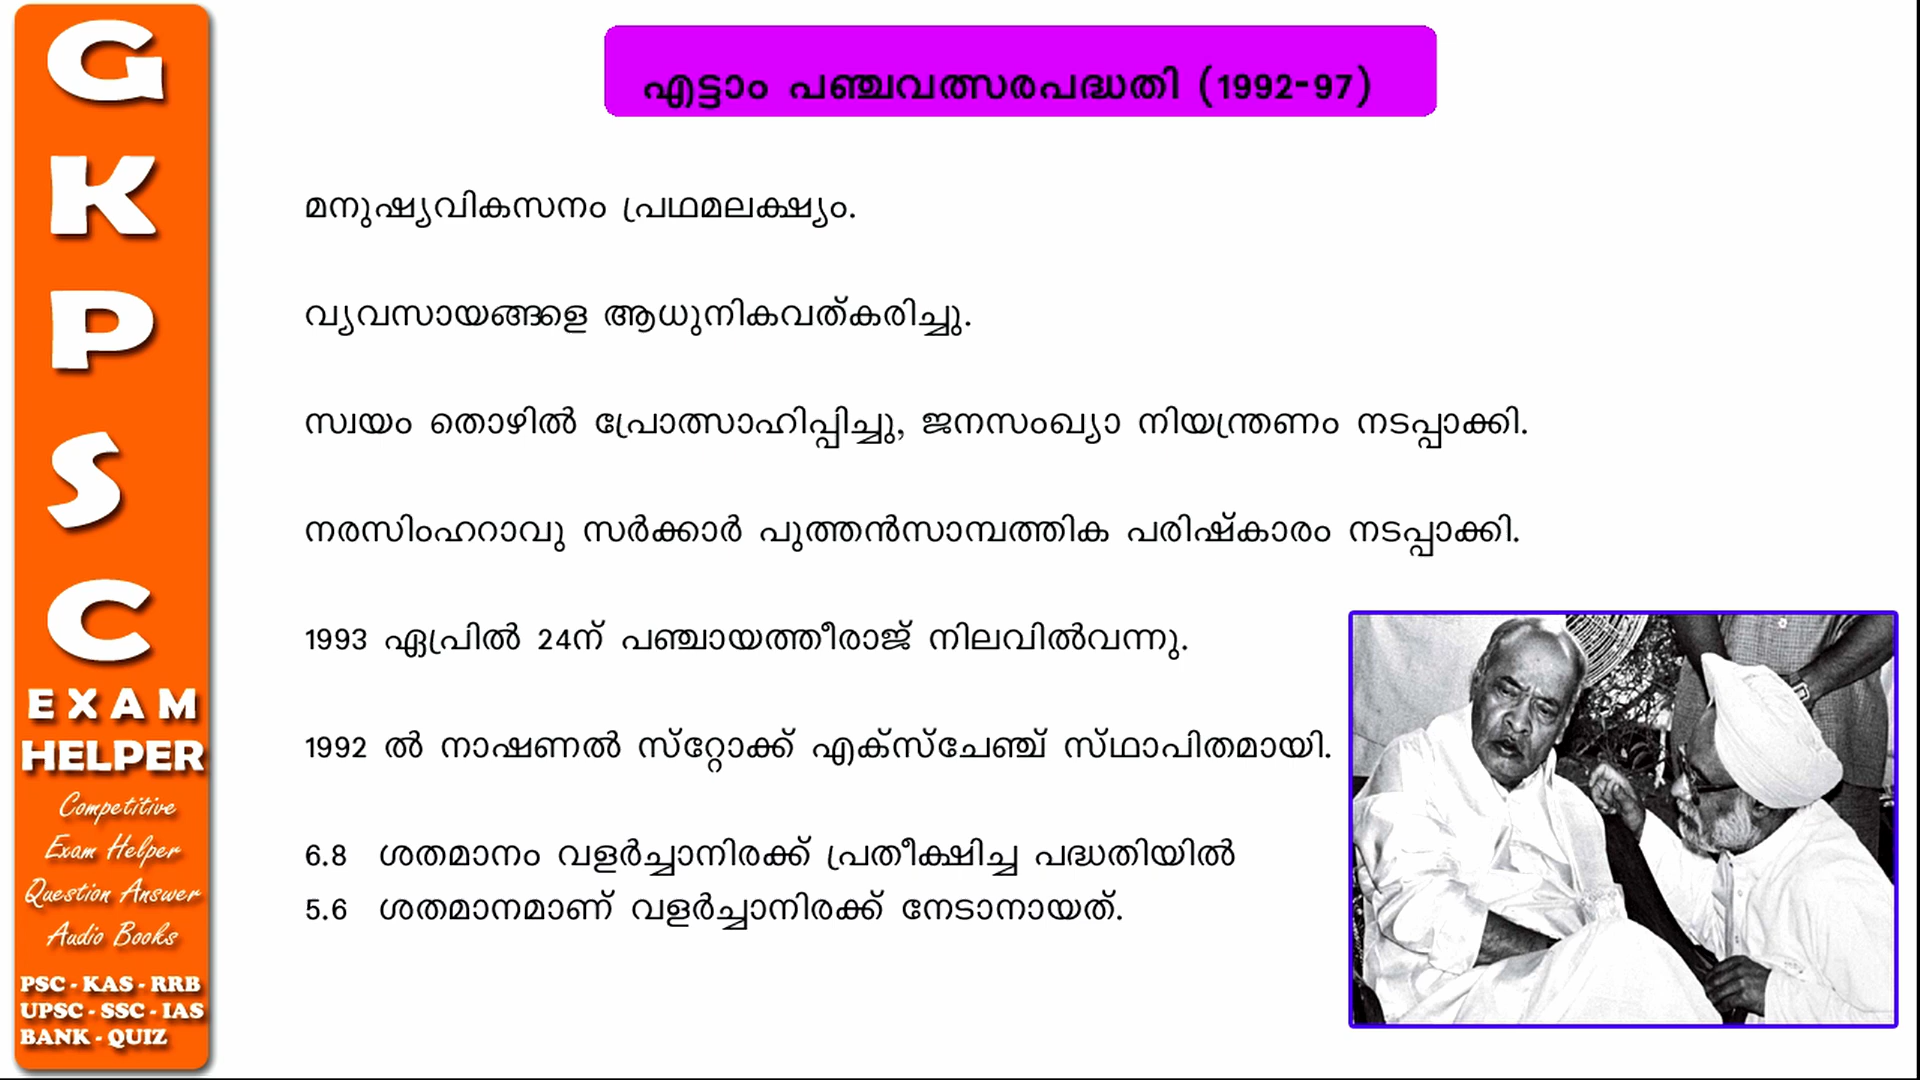 G
K
P
S
C
EXAM
HELPER
Competitive
Exam Helper
Question Answer
Audio Books
PSC - KAS - RRB
UPSC - SSC - IAS
BANK - QUIZ
എട്ടാം പഞ്ചവത്സരപദ്ധതി (1992-97)
മനുഷ്യവികസനം പ്രഥമലക്ഷ്യം.
വ്യവസായങ്ങളെ ആധുനികവത്കരിച്ചു.
സ്വയം തൊഴിൽ പ്രോത്സാഹിപ്പിച്ചു, ജനസംഖ്യാ നിയന്ത്രണം നടപ്പാക്കി.
നരസിംഹറാവു സർക്കാർ പുത്തൻസാമ്പത്തിക പരിഷ്കാരം നടപ്പാക്കി.
1993 ഏപ്രിൽ 24ന് പഞ്ചായത്തീരാജ് നിലവിൽവന്നു.
1992 ൽ നാഷണൽ സ്റ്റോക്ക് എക്സ്ചേഞ്ച് സ്ഥാപിതമായി.
6.8 ശതമാനം വളർച്ചാനിരക്ക് പ്രതീക്ഷിച്ച പദ്ധതിയിൽ
5.6 ശതമാനമാണ് വളർച്ചാനിരക്ക് നേടാനായത്.